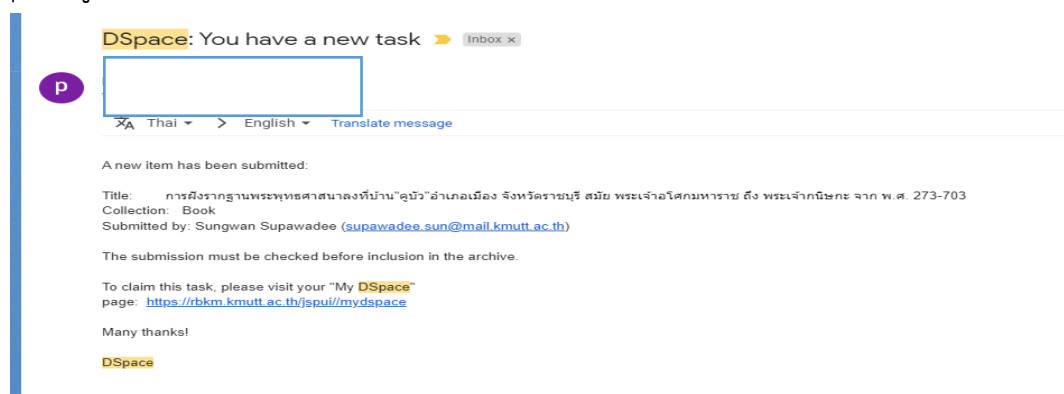 DSpace: You have a new task Inbox ×
p
Thai > English Translate message
A new item has been submitted:
Title: การฝังรากฐานพระพุทธศาสนาลงที่บ้าน"คูบัว"อำเภอเมือง จังหวัดราชบุรี สมัย พระเจ้าอโศกมหาราช ถึง พระเจ้ากนิษกะ จาก พ.ศ. 273-703
Collection: Book
Submitted by: Sungwan Supawadee (supawadee.sun@mail.kmutt.ac.th)
The submission must be checked before inclusion in the archive.
To claim this task, please visit your "My DSpace"
page: https://rbkm.kmutt.ac.th/jspui//mydspace
Many thanks!
DSpace